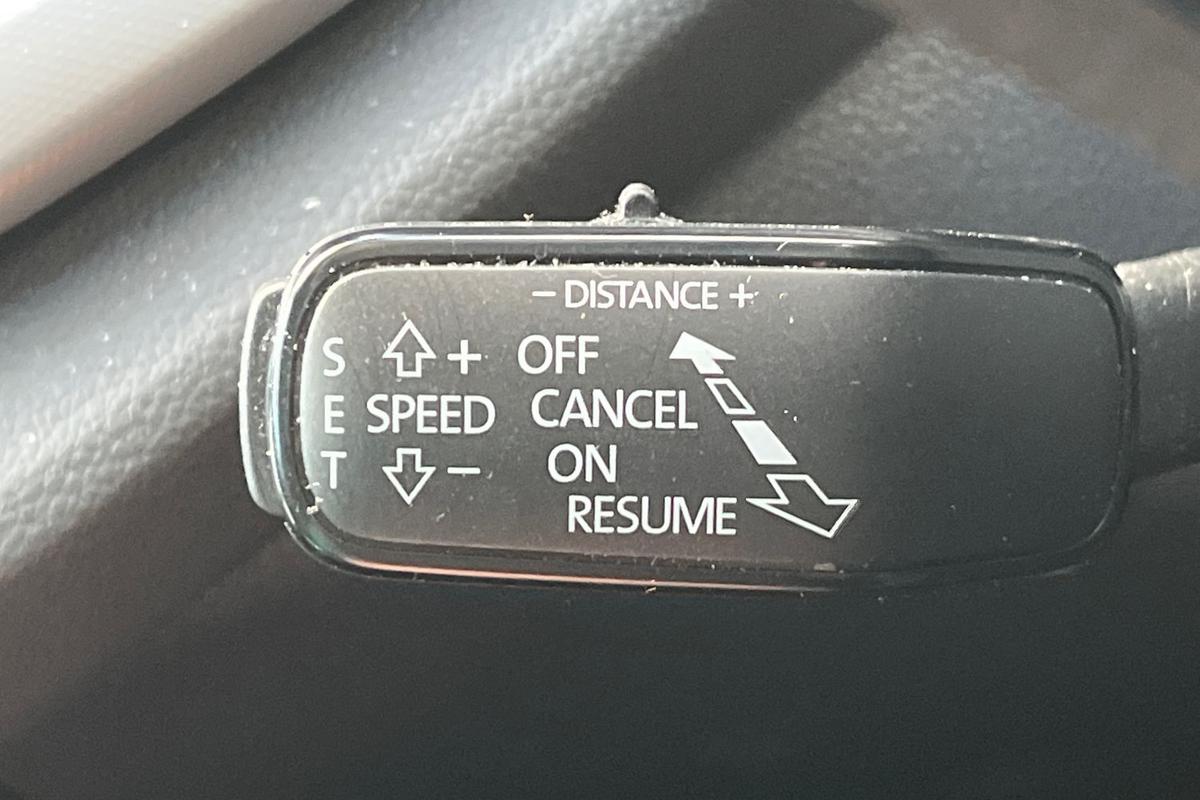 – DISTANCE +
S + OFF
E SPEED CANCEL
T – ON
RESUME